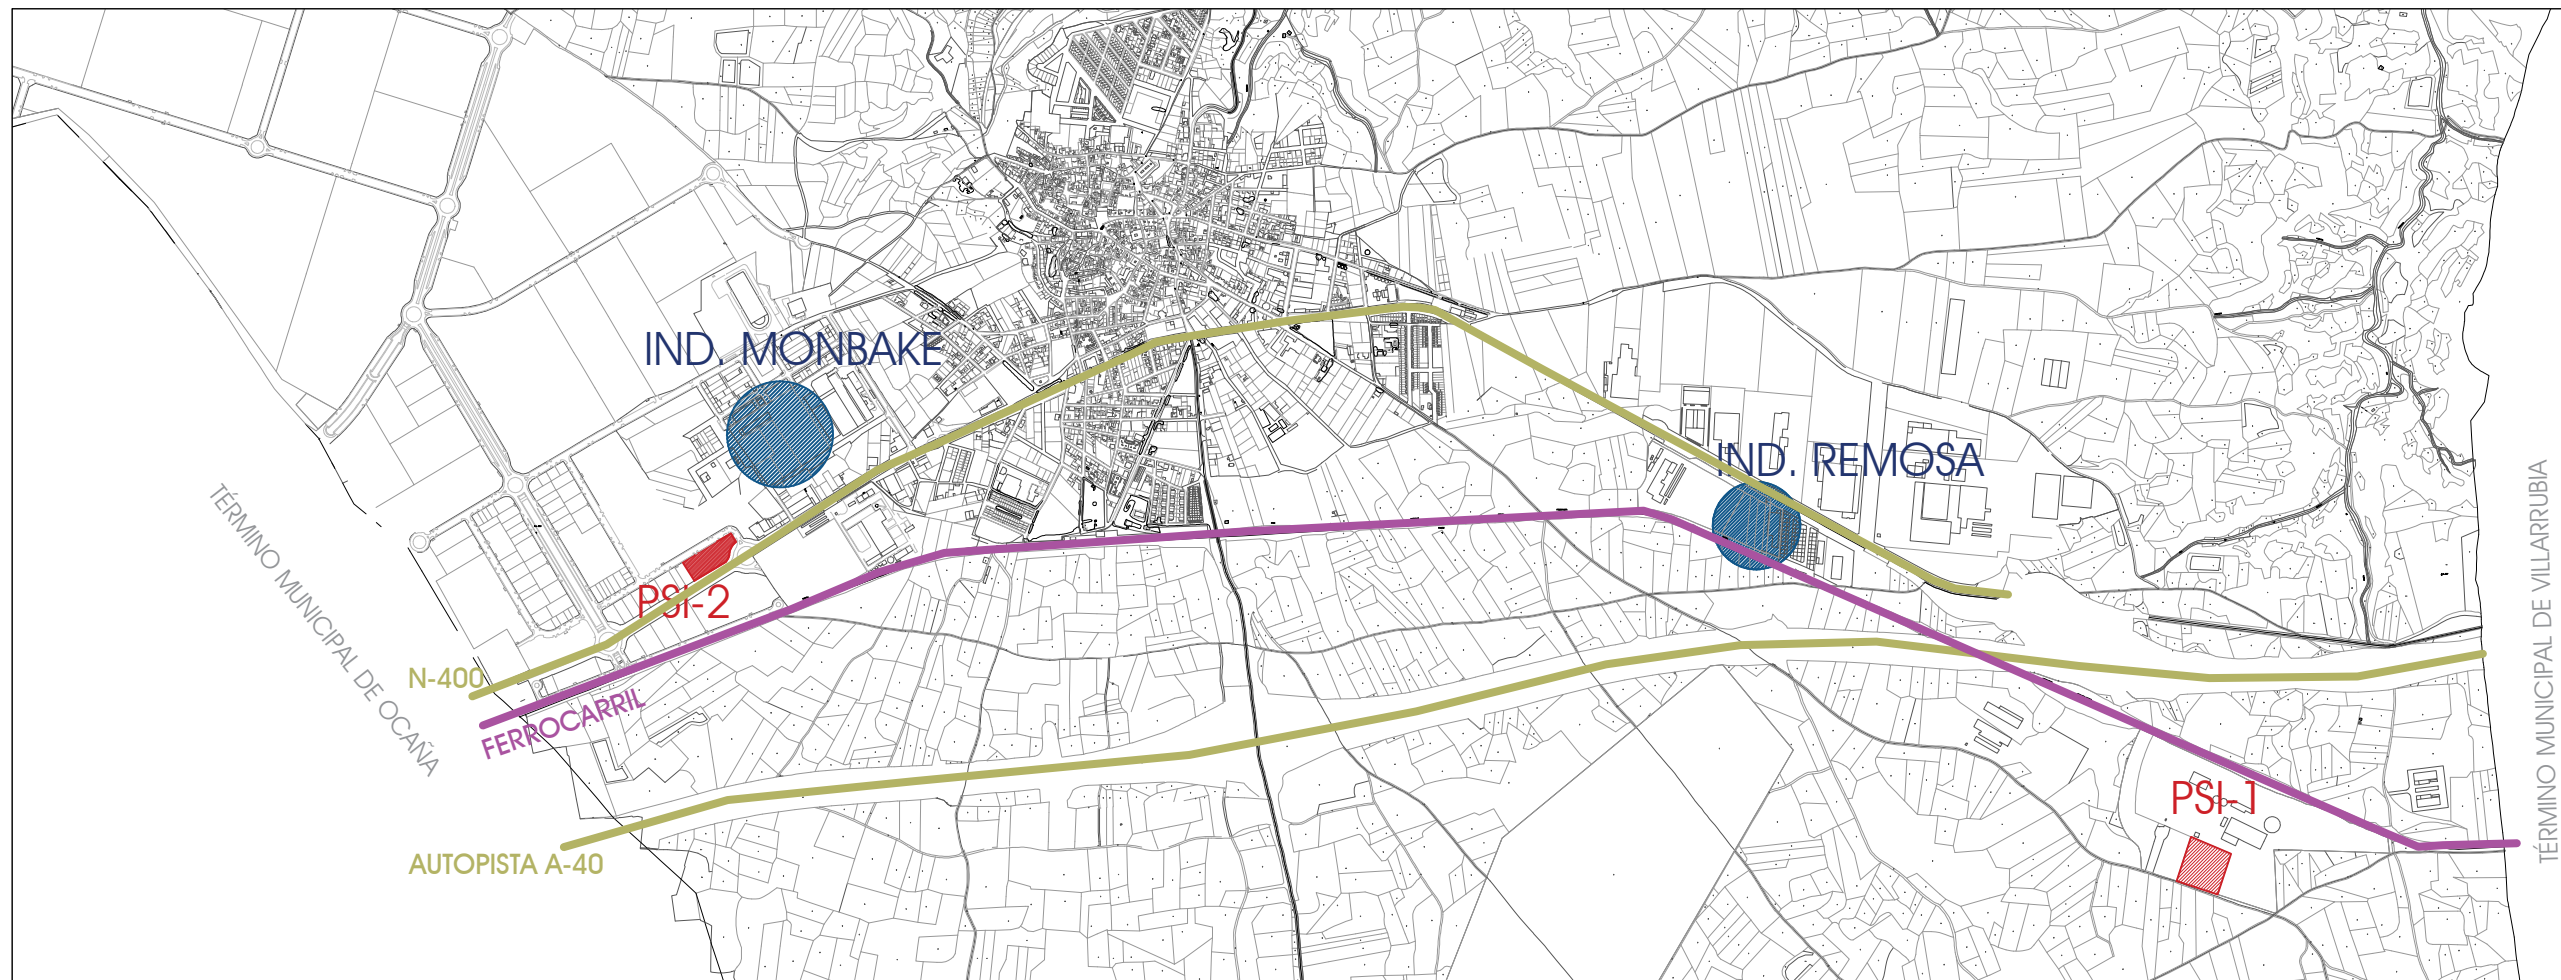 IND. MONBAKE
IND. REMOSA
TÉRMINO MUNICIPAL DE OCAÑA
TÉRMINO MUNICIPAL DE VILLARRUBIA
PSI-2
N-400
FERROCARRIL
PSI-1
AUTOPISTA A-40